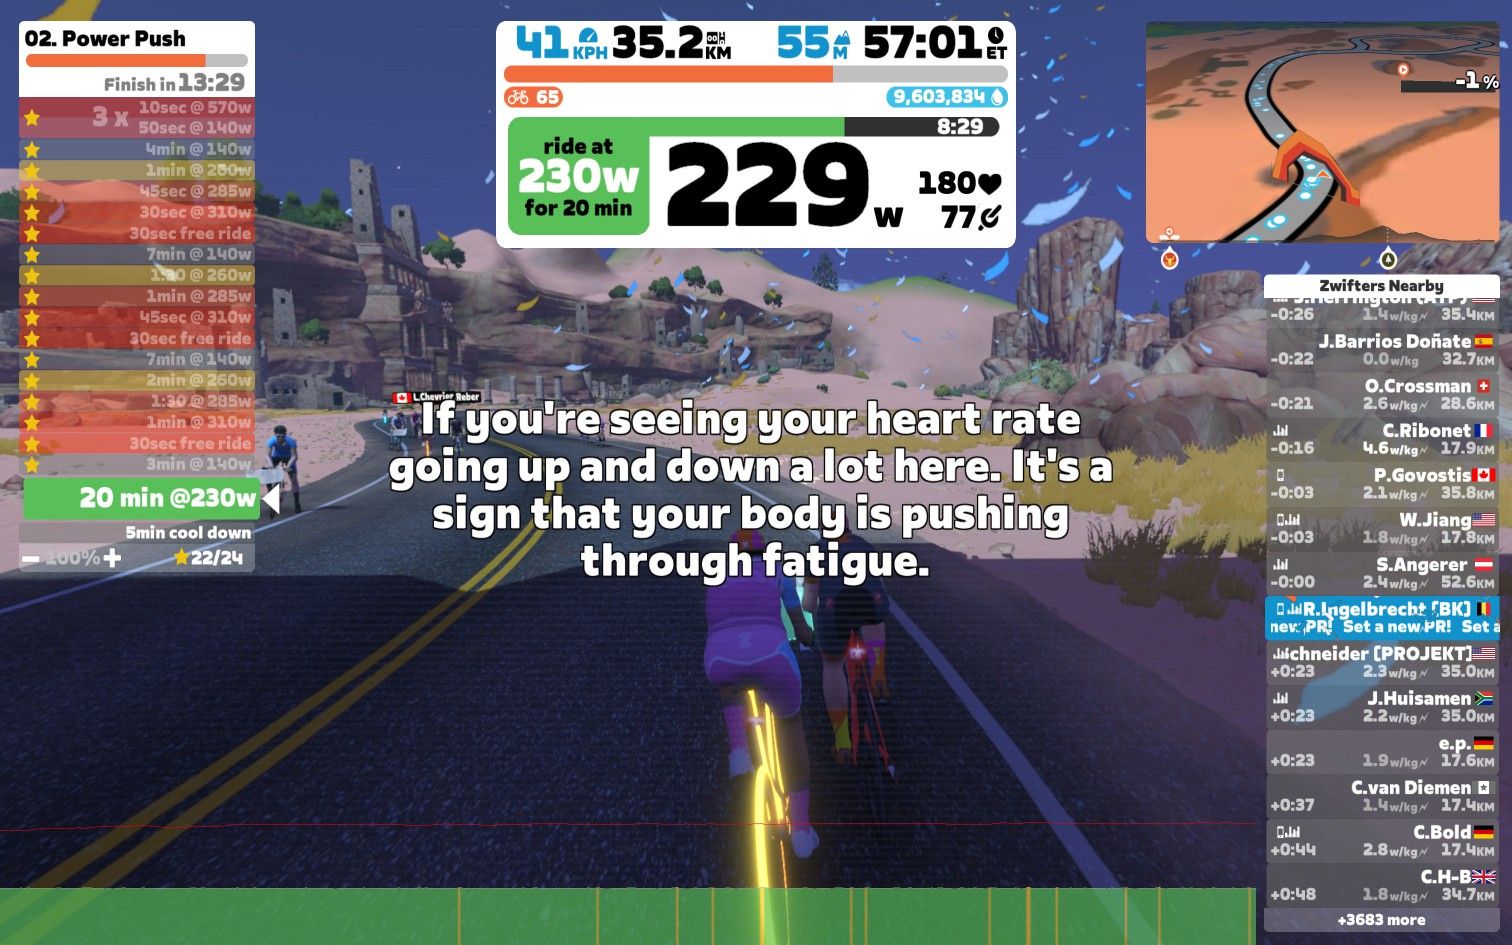 02. Power Push
Finish in 13:29
3 x
10sec @ 570w
50sec @ 140w
4min @ 140w
1min @ 260w
45sec @ 285w
30sec @ 310w
30sec free ride
7min @ 140w
1:30 @ 260w
1min @ 285w
45sec @ 310w
30sec free ride
7min @ 140w
2min @ 260w
1:30 @ 285w
1min @ 310w
30sec free ride
3min @ 140w
20 min @230w
5min cool down
100%
22/24
41 KPH 35.2 KM 55 M 57:01 ET
65
9,603,834
8:29
ride at
230w
for 20 min
229 w
180
77
-1%
L.Chevrier Reber
If you're seeing your heart rate
going up and down a lot here. It's a
sign that your body is pushing
through fatigue.
Zwifters Nearby
-0:26 1.4w/kg 35.4KM
J.Barrios Doñate
-0:22 0.0w/kg 32.7KM
O.Crossman
-0:21 2.6w/kg 28.6KM
C.Ribonet
-0:16 4.6w/kg 17.9KM
P.Govostis
-0:03 2.1w/kg 35.8KM
W.Jiang
-0:03 1.8w/kg 17.8KM
S.Angerer
-0:00 2.4w/kg 52.6KM
R.Ingelbrecht (BK)
new PR! Set a new PR! Set a
chneider [PROJEKT]
+0:23 2.3w/kg 35.0KM
J.Huisamen
+0:23 2.2w/kg 35.0KM
e.p.
+0:23 1.9w/kg 17.6KM
C.van Diemen
+0:37 1.4w/kg 17.4KM
C.Bold
+0:44 2.8w/kg 17.4KM
C.H-B
+0:48 1.8w/kg 34.7KM
+3683 more